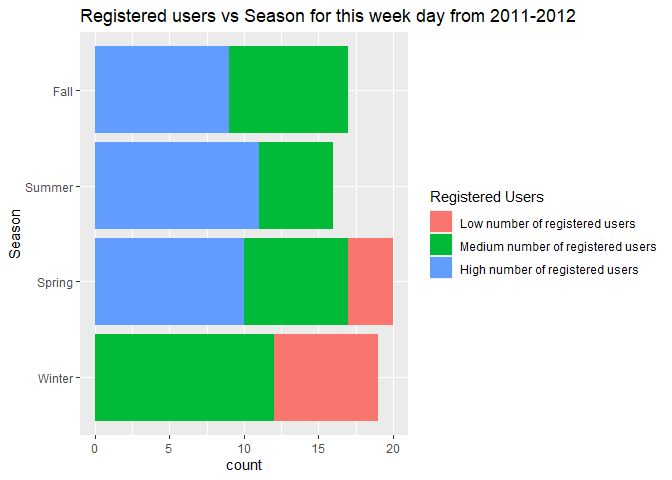 Registered users vs Season for this week day from 2011-2012
Season
Fall
Summer
Spring
Winter
0 5 10 15 20
count
Registered Users
Low number of registered users
Medium number of registered users
High number of registered users